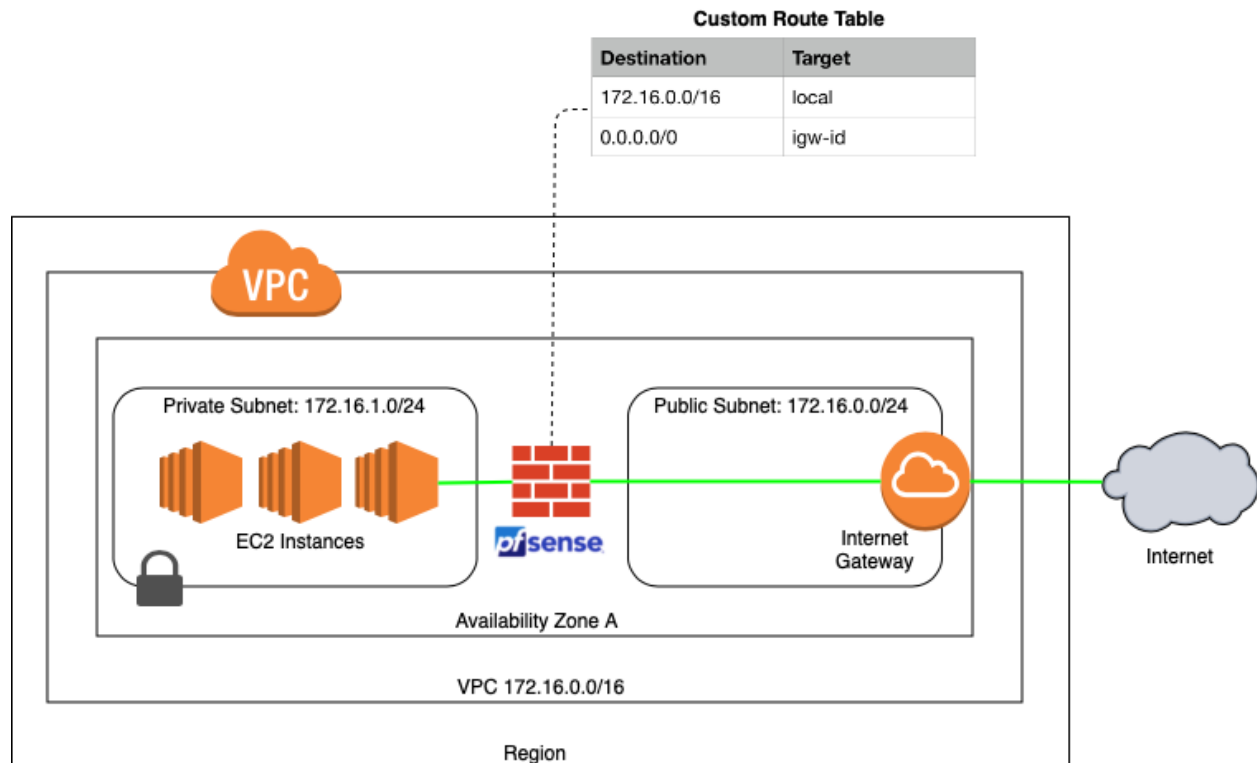 Custom Route Table
Destination Target
172.16.0.0/16 local
0.0.0.0/0 igw-id
VPC
Private Subnet: 172.16.1.0/24
Public Subnet: 172.16.0.0/24
EC2 Instances
pfsense
Internet
Gateway
Internet
Availability Zone A
VPC 172.16.0.0/16
Region